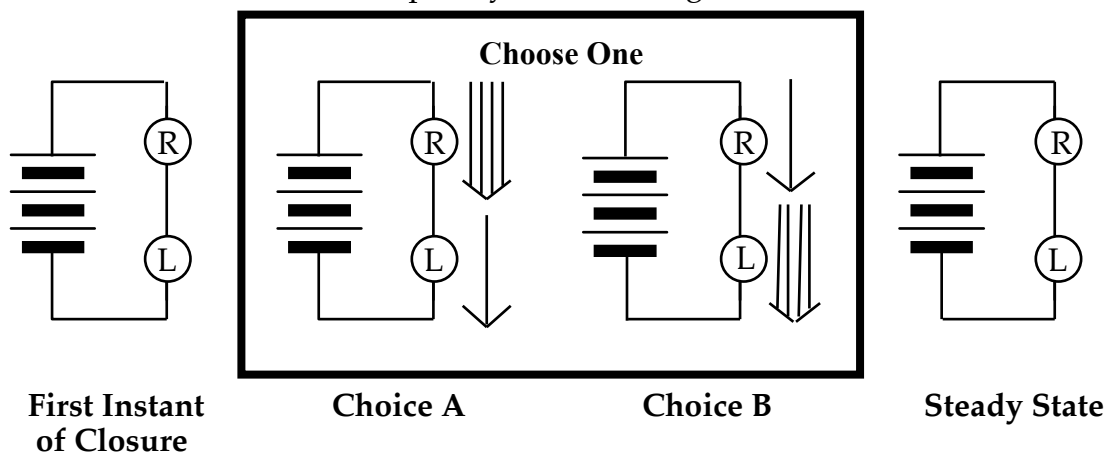 Choose One
R R R R
L L L L
First Instant Choice A Choice B Steady State
of Closure